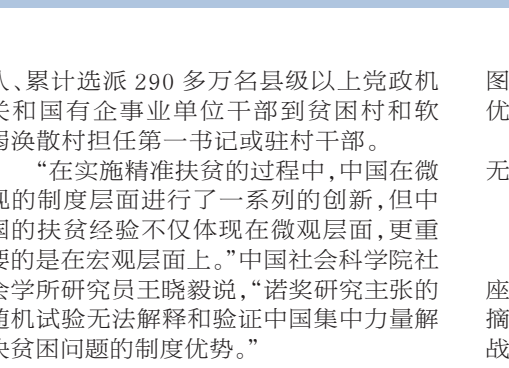 人、累计选派 290 多万名县级以上党政机
关和国有企事业单位干部到贫困村和软
弱涣散村担任第一书记或驻村干部。
“在实施精准扶贫的过程中,中国在微
观的制度层面进行了一系列的创新,但中
国的扶贫经验不仅体现在微观层面,更重
要的是在宏观层面上。”中国社会科学院社
会学所研究员王晓毅说,“诺奖研究主张的
随机试验无法解释和验证中国集中力量解
决贫困问题的制度优势。”
图
优
无
座
摘
战